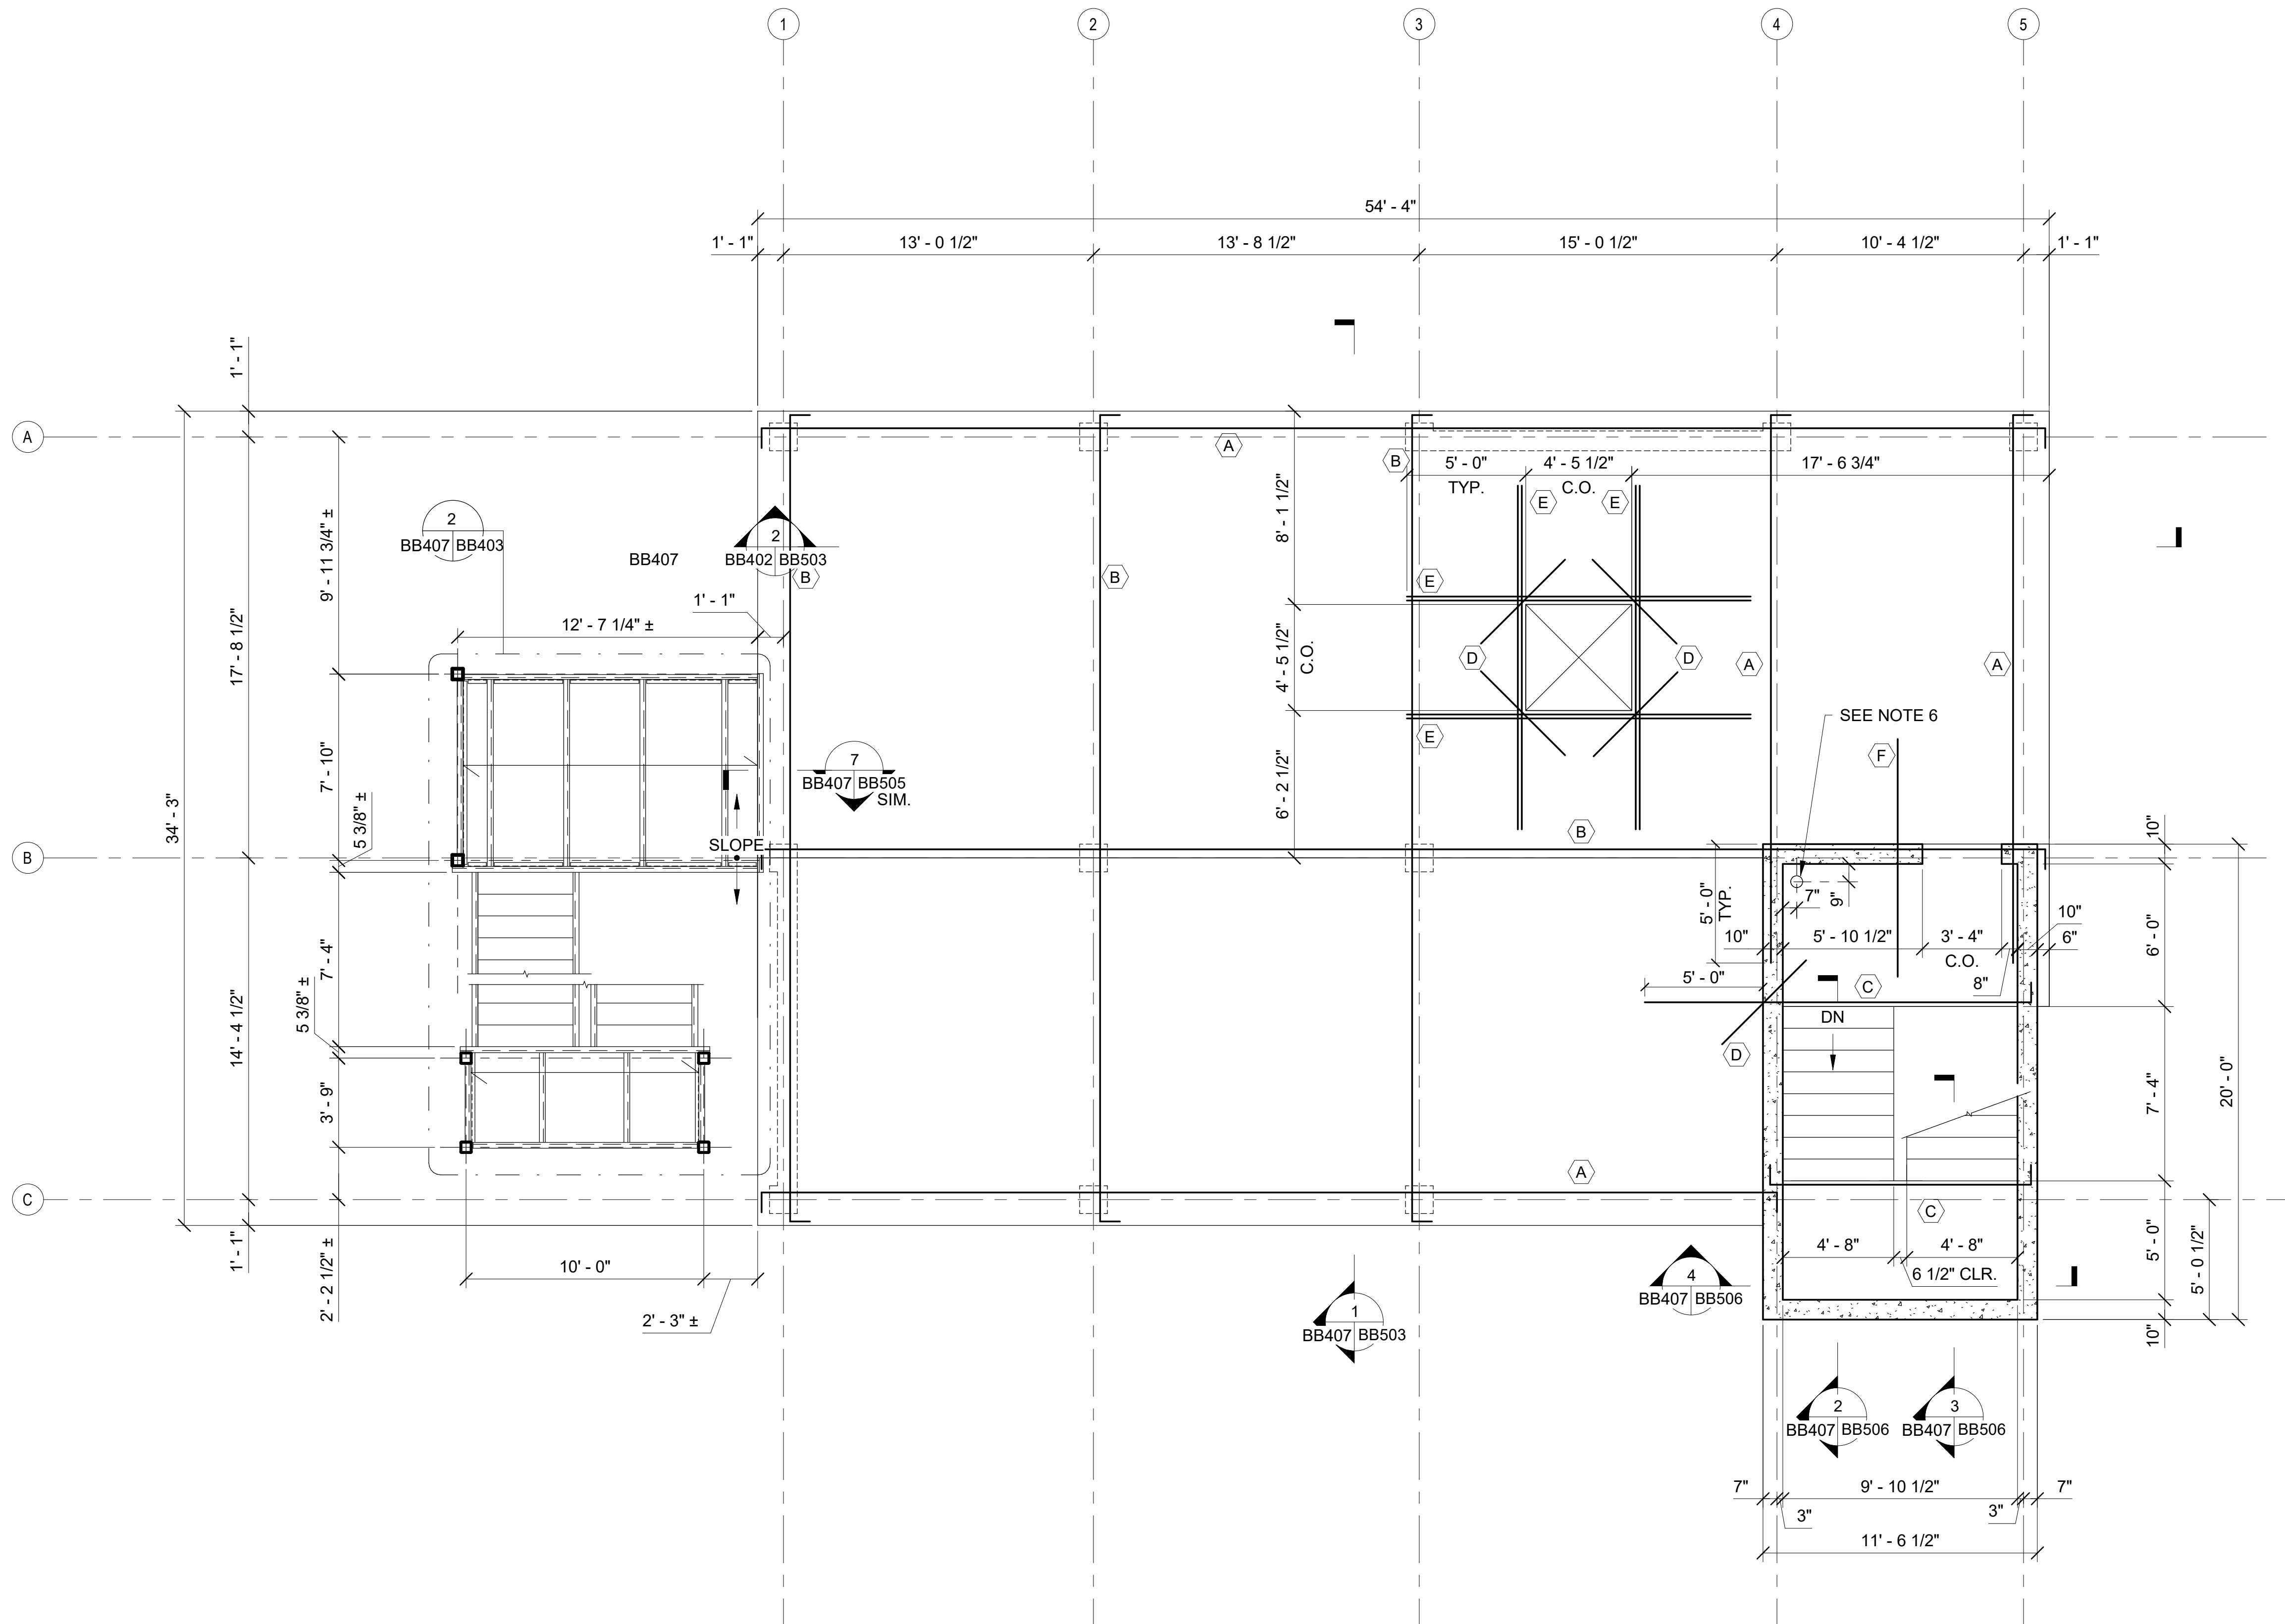 1
2
3
4
5
54' - 4"
1' - 1"
13' - 0 1/2"
13' - 8 1/2"
15' - 0 1/2"
10' - 4 1/2"
1' - 1"
1' - 1"
A
A
B
5' - 0"
TYP.
4' - 5 1/2"
C.O.
17' - 6 3/4"
8' - 1 1/2"
E
E
9' - 11 3/4" ±
2
BB407
BB403
BB407
2
BB402
BB503
B
B
E
1' - 1"
12' - 7 1/4" ±
17' - 8 1/2"
4' - 5 1/2"
C.O.
D
D
A
A
SEE NOTE 6
E
F
7' - 10"
7
BB407
BB505
SIM.
6' - 2 1/2"
5 3/8" ±
34' - 3"
SLOPE
B
B
10"
5' - 0"
TYP.
7"
9"
10"
10"
5' - 10 1/2"
3' - 4"
C.O.
6"
8"
6' - 0"
7' - 4"
5 3/8" ±
14' - 4 1/2"
5' - 0"
C
DN
D
3' - 9"
7' - 4"
20' - 0"
A
C
C
1' - 1"
2' - 2 1/2" ±
10' - 0"
2' - 3" ±
4' - 8"
4' - 8"
6 1/2" CLR.
5' - 0"
5' - 0 1/2"
10"
4
BB407
BB506
1
BB407
BB503
2
BB407
BB506
3
BB407
BB506
7"
9' - 10 1/2"
7"
3"
3"
11' - 6 1/2"